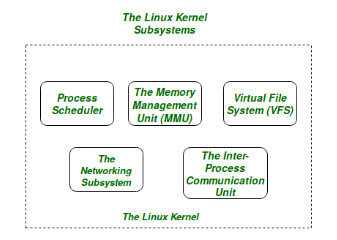 The Linux Kernel
Subsystems
Process
Scheduler
The Memory
Management
Unit (MMU)
Virtual File
System (VFS)
The
Networking
Subsystem
The Inter-
Process
Communication
Unit
The Linux Kernel